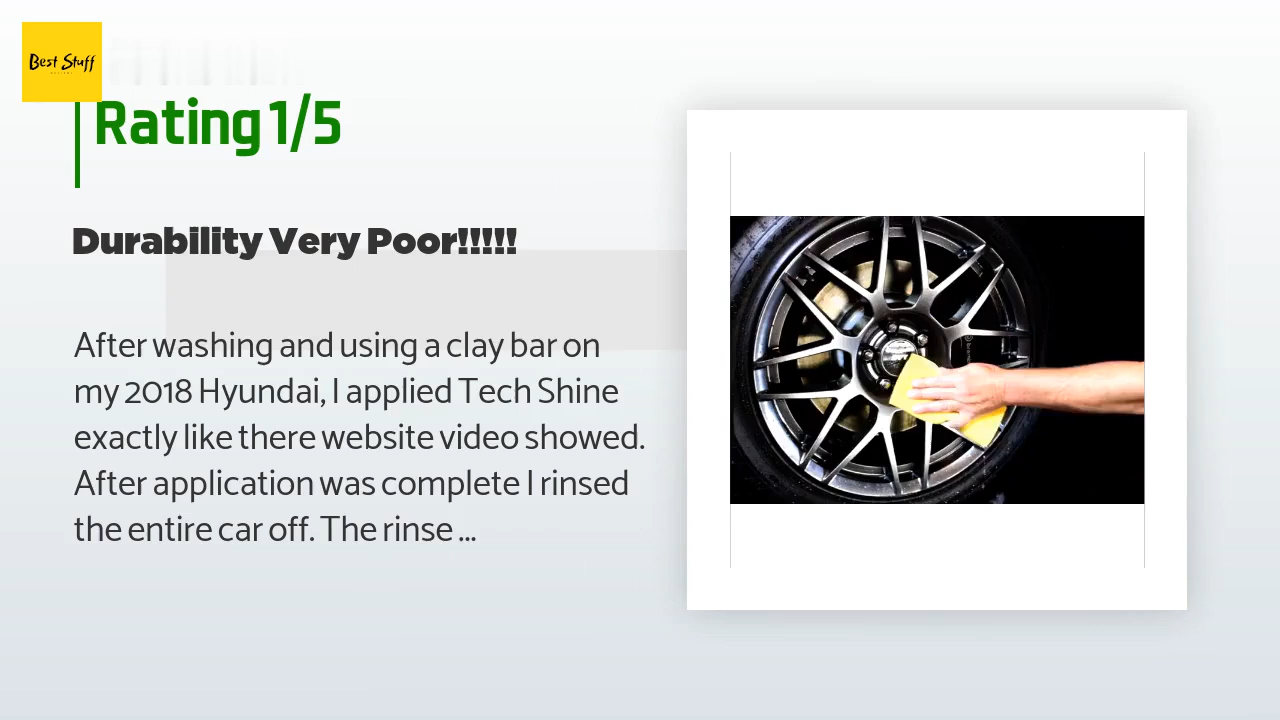 Best Stuff
Rating 1/5
Durability Very Poor!!!!!
After washing and using a clay bar on
my 2018 Hyundai, I applied Tech Shine
exactly like there website video showed.
After application was complete I rinsed
the entire car off. The rinse ...